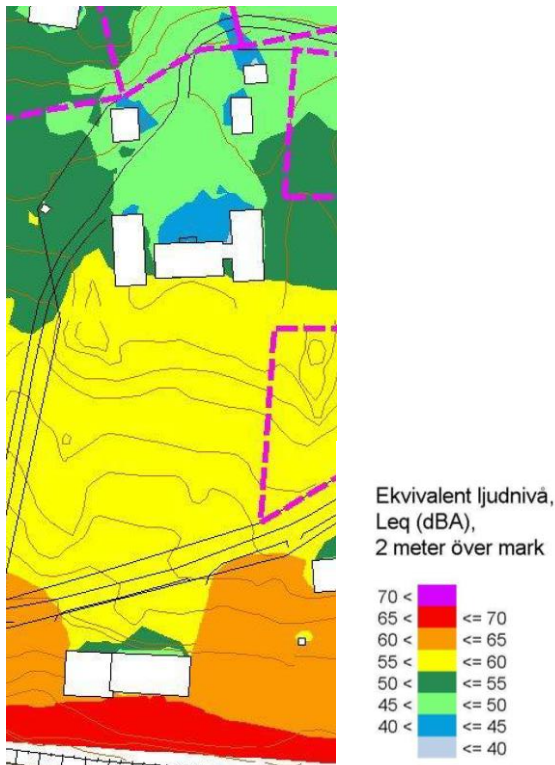 Ekvivalent ljudnivå,
Leq (dBA),
2 meter över mark
70 <
65 < <= 70
60 < <= 65
55 < <= 60
50 < <= 55
45 < <= 50
40 < <= 45
<= 40